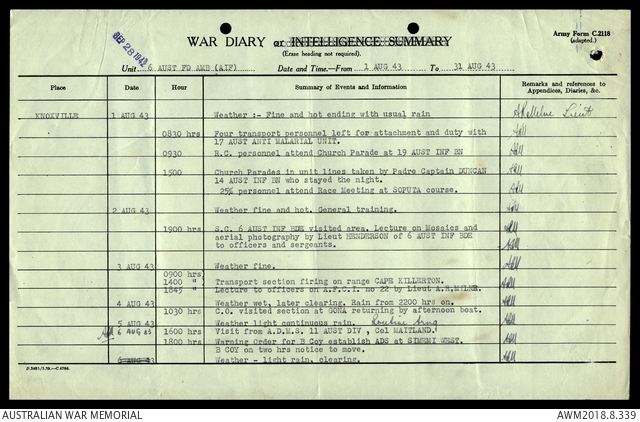 SEP 28 1943
WAR DIARY or INTELLIGENCE SUMMARY
(Erase heading not required).
Army Form C.2118
(adapted.)
Unit 6 AUST FD AMB (AIF) Date and Time.—From 1 AUG 43 To 31 AUG 43
Place Date Hour Summary of Events and Information Remarks and references to Appendices, Diaries, &c.
KNOXVILLE 1 AUG 43 Weather :- Fine and hot ending with usual rain Lieut
0830 hrs Four transport personnel left for attachment and duty with
17 AUST ANTI MALARIAL UNIT.
0930 R.C. personnel attend Church Parade at 19 AUST INF BN
1500 Church Parades in unit lines taken by Padre Captain DUNCAN
14 AUST INF BN who stayed the night.
25% personnel attend Race Meeting at SOPUTA course.
2 AUG 43 Weather fine and hot. General training.
1900 hrs S.C. 6 AUST INF BDE visited area. Lecture on Mosaics and
aerial photography by Lieut HENDERSON of 6 AUST INF BDE
to officers and sergeants.
3 AUG 43 Weather fine.
0900 hrs
1400 " Transport section firing on range CAPE KILLERTON.
1845 " Lecture to officers on A.F.C.I. no 22 by Lieut A.R.MILNE.
4 AUG 43 Weather wet, later clearing. Rain from 2200 hrs on.
1030 hrs C.O. visited section at GONA returning by afternoon boat.
5 AUG 43 Weather light continuous rain. Routine
6 AUG 43 1600 hrs Visit from A.D.M.S. 11 AUST DIV, Col MAITLAND.
1800 hrs Warning Order for B Coy establish ADS at SIMEMI WEST.
B COY on two hrs notice to move.
6 AUG 43 Weather - light rain, clearing.
AUSTRALIAN WAR MEMORIAL AWM2018.8.339